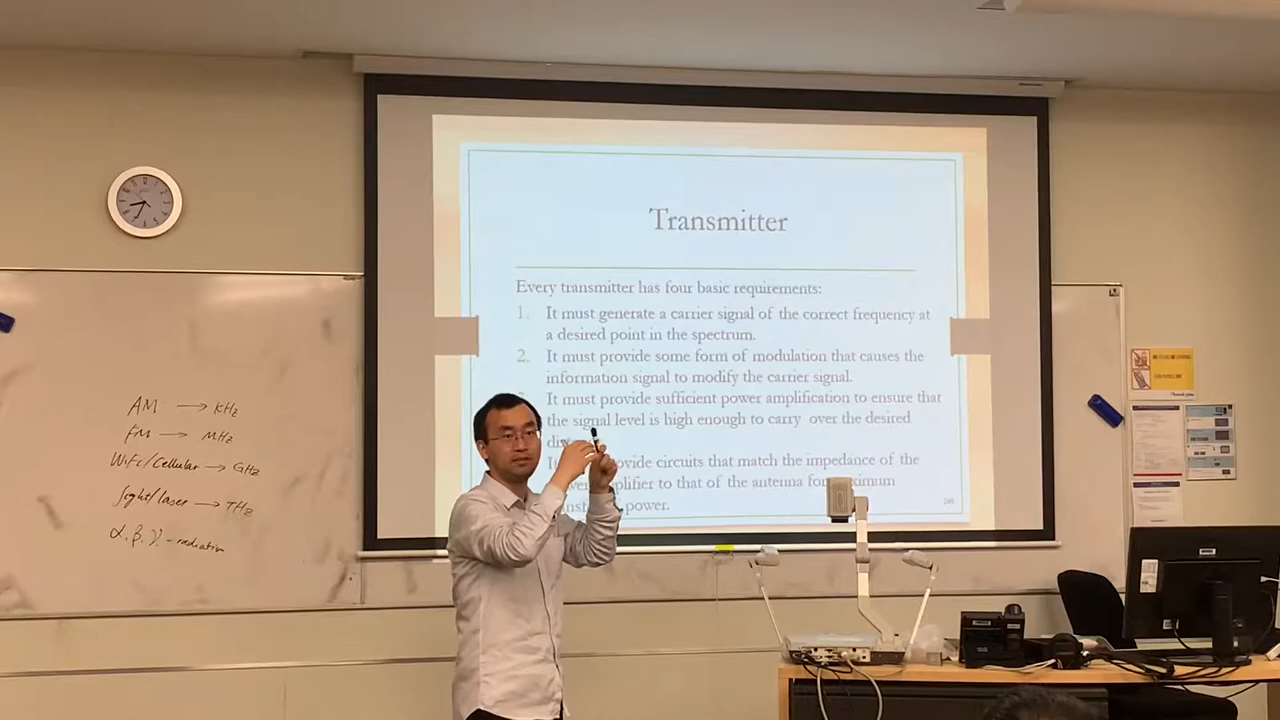 Transmitter
Every transmitter has four basic requirements:
1. It must generate a carrier signal of the correct frequency at
a desired point in the spectrum.
2. It must provide some form of modulation that causes the
information signal to modify the carrier signal.
It must provide sufficient power amplification to ensure that
the signal level is high enough to carry over the desired
It provide circuits that match the impedance of the
to that of the antenna for maximum
power.
249
AM → KHz
FM → MHz
WiFi/Cellular → GHz
light/laser → THz
α, β, γ - radiation